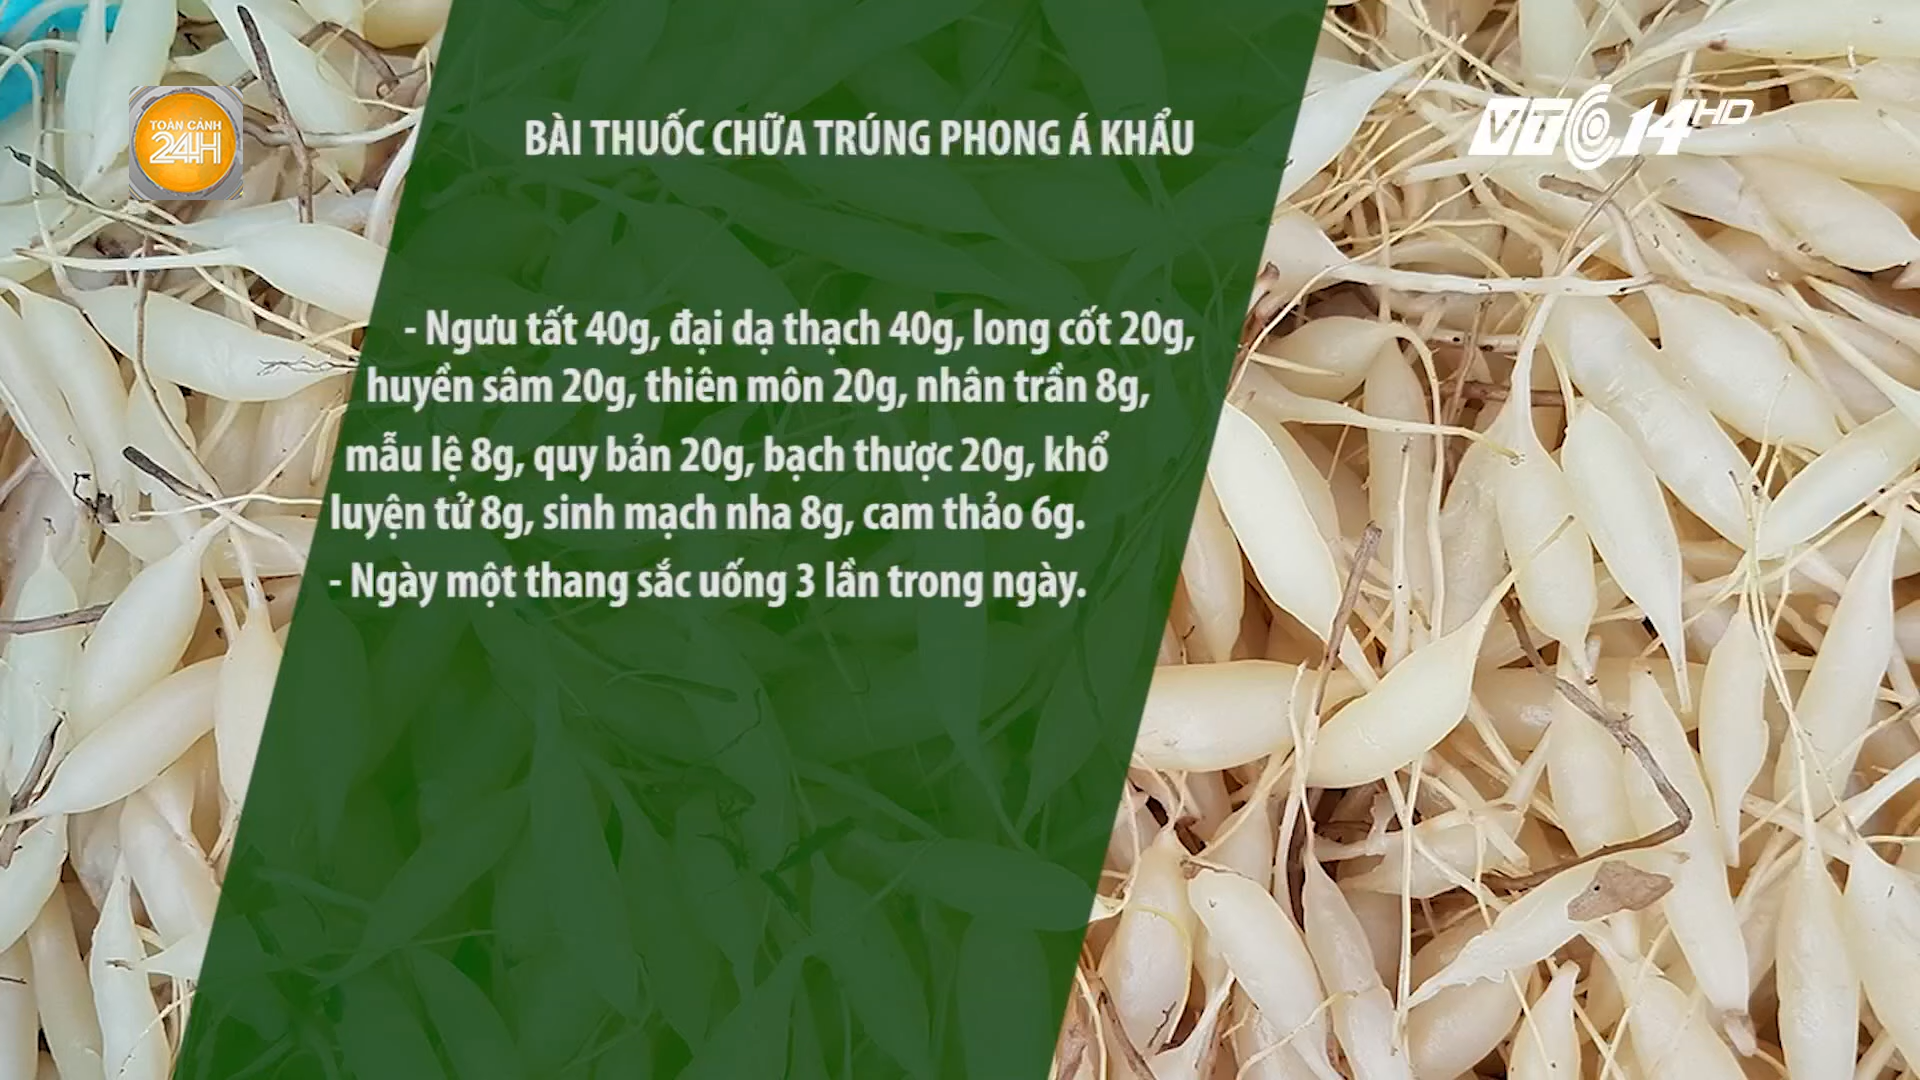 TOÀN CẢNH
24H
VTC14HD
BÀI THUỐC CHỮA TRÚNG PHONG Á KHẨU
- Ngưu tất 40g, đại dạ thạch 40g, long cốt 20g,
huyền sâm 20g, thiên môn 20g, nhân trần 8g,
mẫu lệ 8g, quy bản 20g, bạch thược 20g, khổ
luyện tử 8g, sinh mạch nha 8g, cam thảo 6g.
- Ngày một thang sắc uống 3 lần trong ngày.